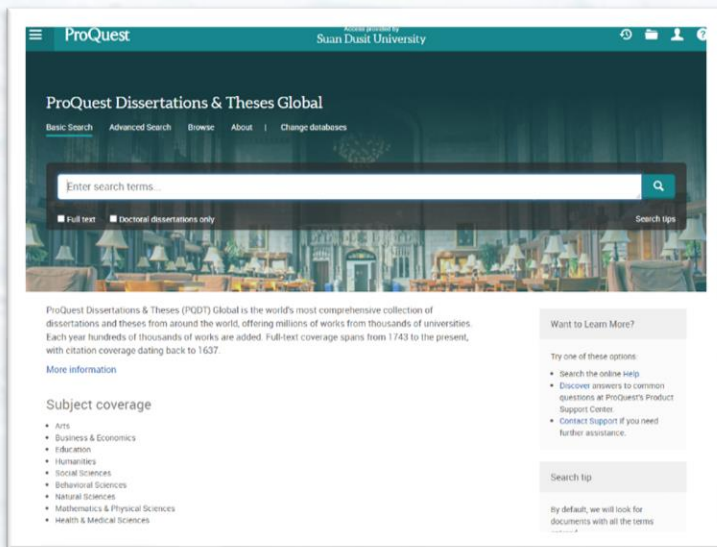 ProQuest
Access provided by
Suan Dusit University
ProQuest Dissertations & Theses Global
Basic Search Advanced Search Browse About | Change databases
Enter search terms...
Full text Doctoral dissertations only
Search tips
ProQuest Dissertations & Theses (PQDT) Global is the world's most comprehensive collection of
dissertations and theses from around the world, offering millions of works from thousands of universities.
Each year hundreds of thousands of works are added. Full-text coverage spans from 1743 to the present,
with citation coverage dating back to 1637.
More information
Subject coverage
• Arts
• Business & Economics
• Education
• Humanities
• Social Sciences
• Behavioral Sciences
• Natural Sciences
• Mathematics & Physical Sciences
• Health & Medical Sciences
Want to Learn More?
Try one of these options:
• Search the online Help.
• Discover answers to common
questions at ProQuest's Product
Support Center.
• Contact Support if you need
further assistance.
Search tip
By default, we will look for
documents with all the terms